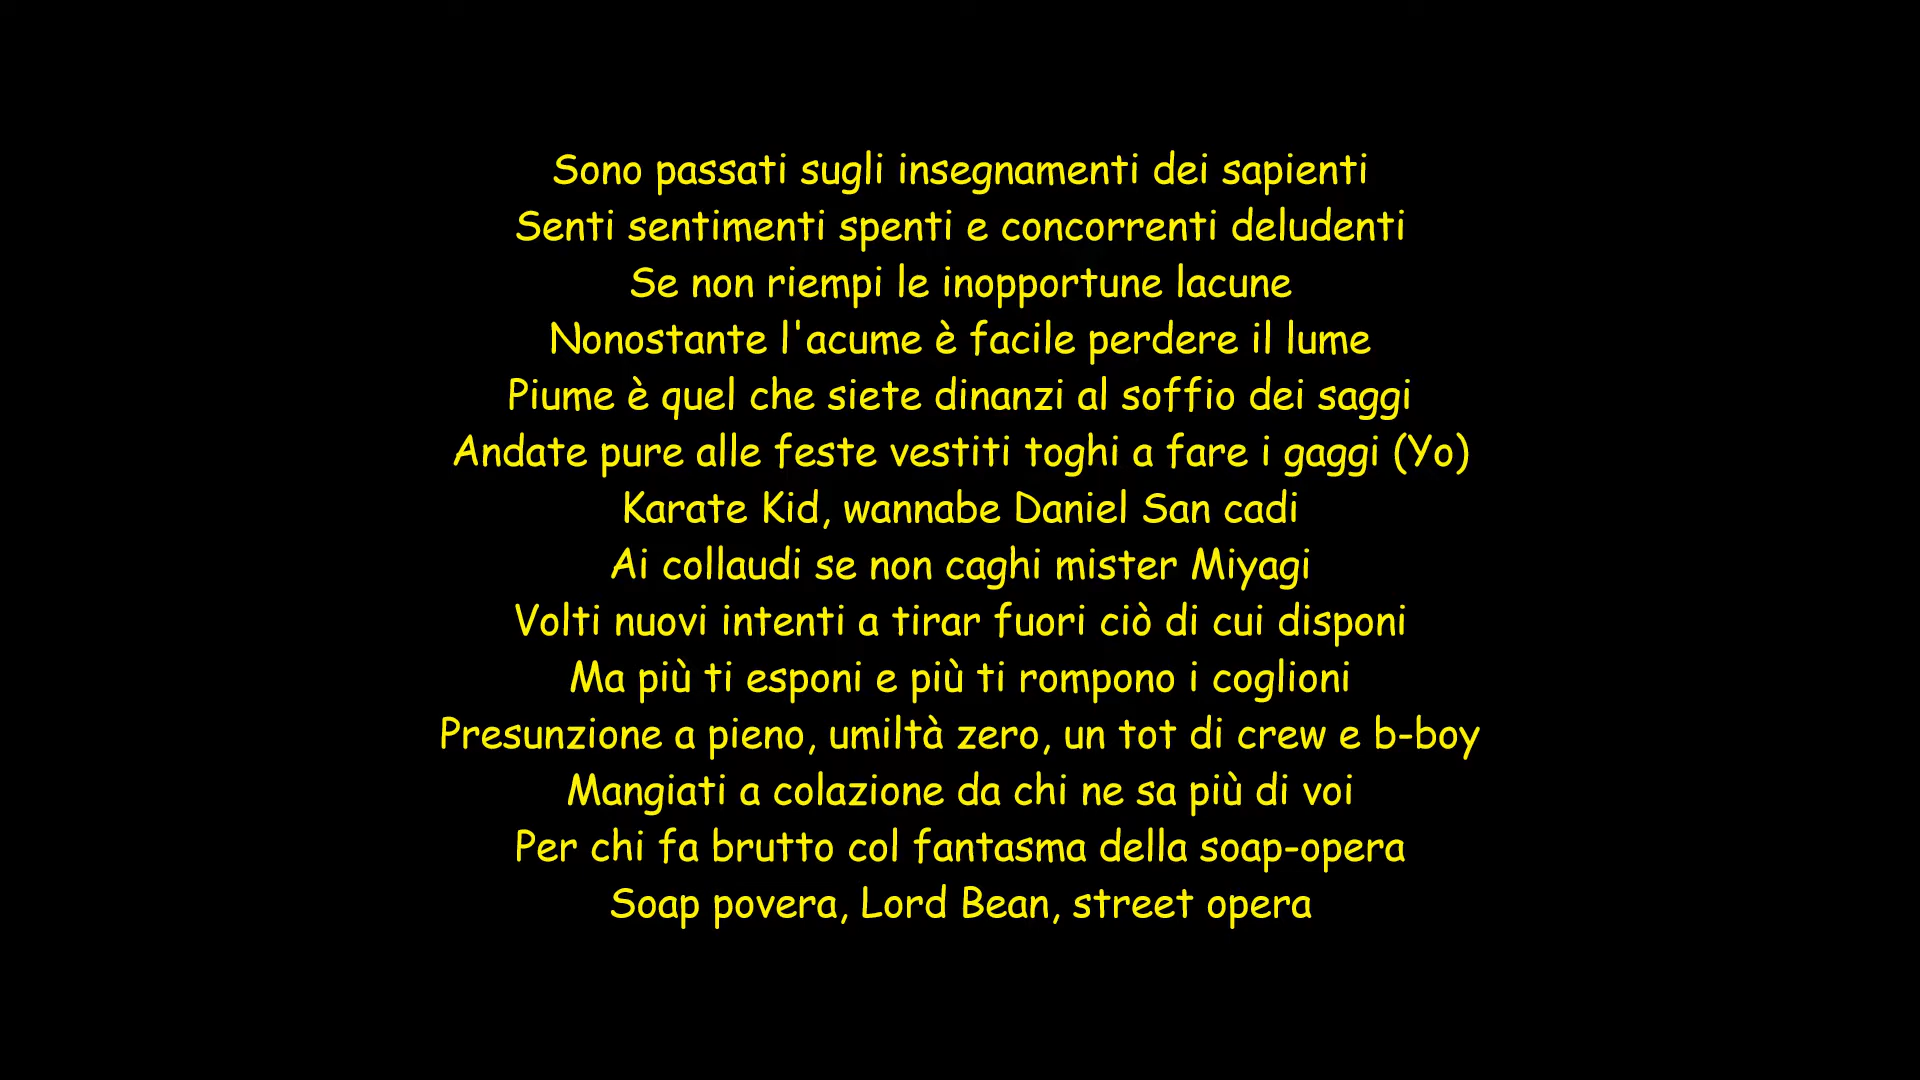 Sono passati sugli insegnamenti dei sapienti
Senti sentimenti spenti e concorrenti deludenti
Se non riempi le inopportune lacune
Nonostante l'acume è facile perdere il lume
Piume è quel che siete dinanzi al soffio dei saggi
Andate pure alle feste vestiti toghi a fare i gaggi (Yo)
Karate Kid, wannabe Daniel San cadi
Ai collaudi se non caghi mister Miyagi
Volti nuovi intenti a tirar fuori ciò di cui disponi
Ma più ti esponi e più ti rompono i coglioni
Presunzione a pieno, umiltà zero, un tot di crew e b-boy
Mangiati a colazione da chi ne sa più di voi
Per chi fa brutto col fantasma della soap-opera
Soap povera, Lord Bean, street opera